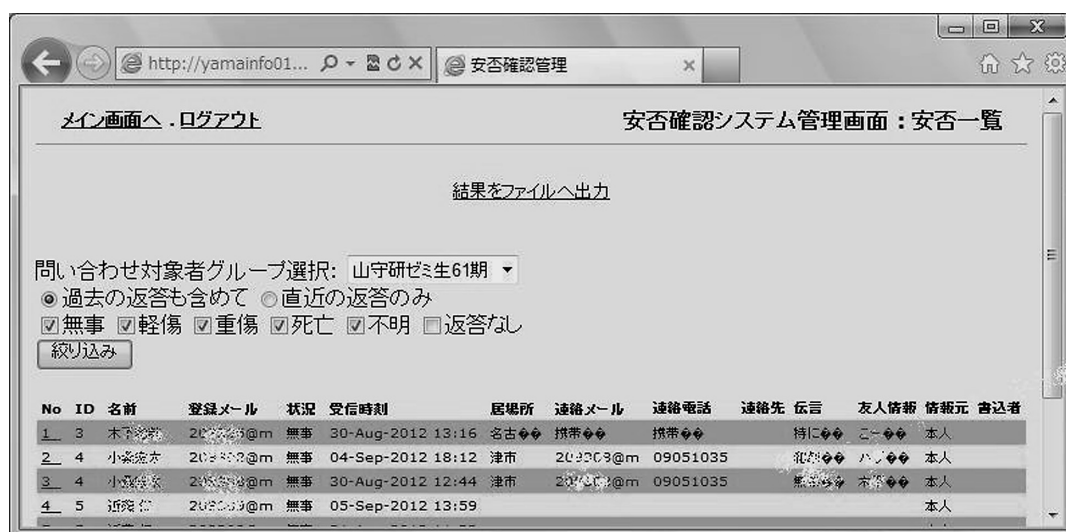 http://yamainfo01... 安否確認管理
メイン画面へ . ログアウト 安否確認システム管理画面：安否一覧
結果をファイルへ出力
問い合わせ対象者グループ選択: 山守研ゼミ生61期
過去の返答も含めて 直近の返答のみ
無事 軽傷 重傷 死亡 不明 返答なし
絞り込み
No ID 名前 登録メール 状況 受信時刻 居場所 連絡メール 連絡電話 連絡先 伝言 友人情報 情報元 書込者
1 3 無事 30-Aug-2012 13:16 名古�� 携帯�� 携帯�� 特に�� 本人
2 4 無事 04-Sep-2012 18:12 津市 09051035 本人
3 4 無事 30-Aug-2012 12:44 津市 09051035 本人
4 5 無事 05-Sep-2012 13:59 本人